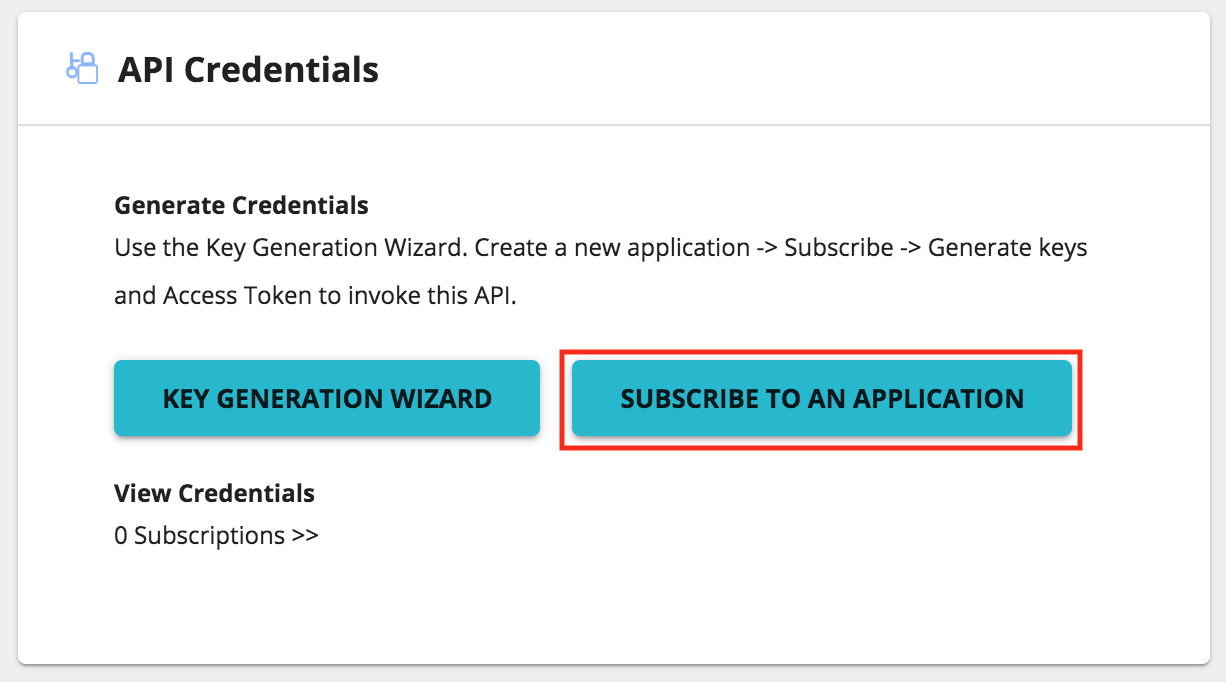 API Credentials
Generate Credentials
Use the Key Generation Wizard. Create a new application -> Subscribe -> Generate keys
and Access Token to invoke this API.
KEY GENERATION WIZARD
SUBSCRIBE TO AN APPLICATION
View Credentials
0 Subscriptions >>